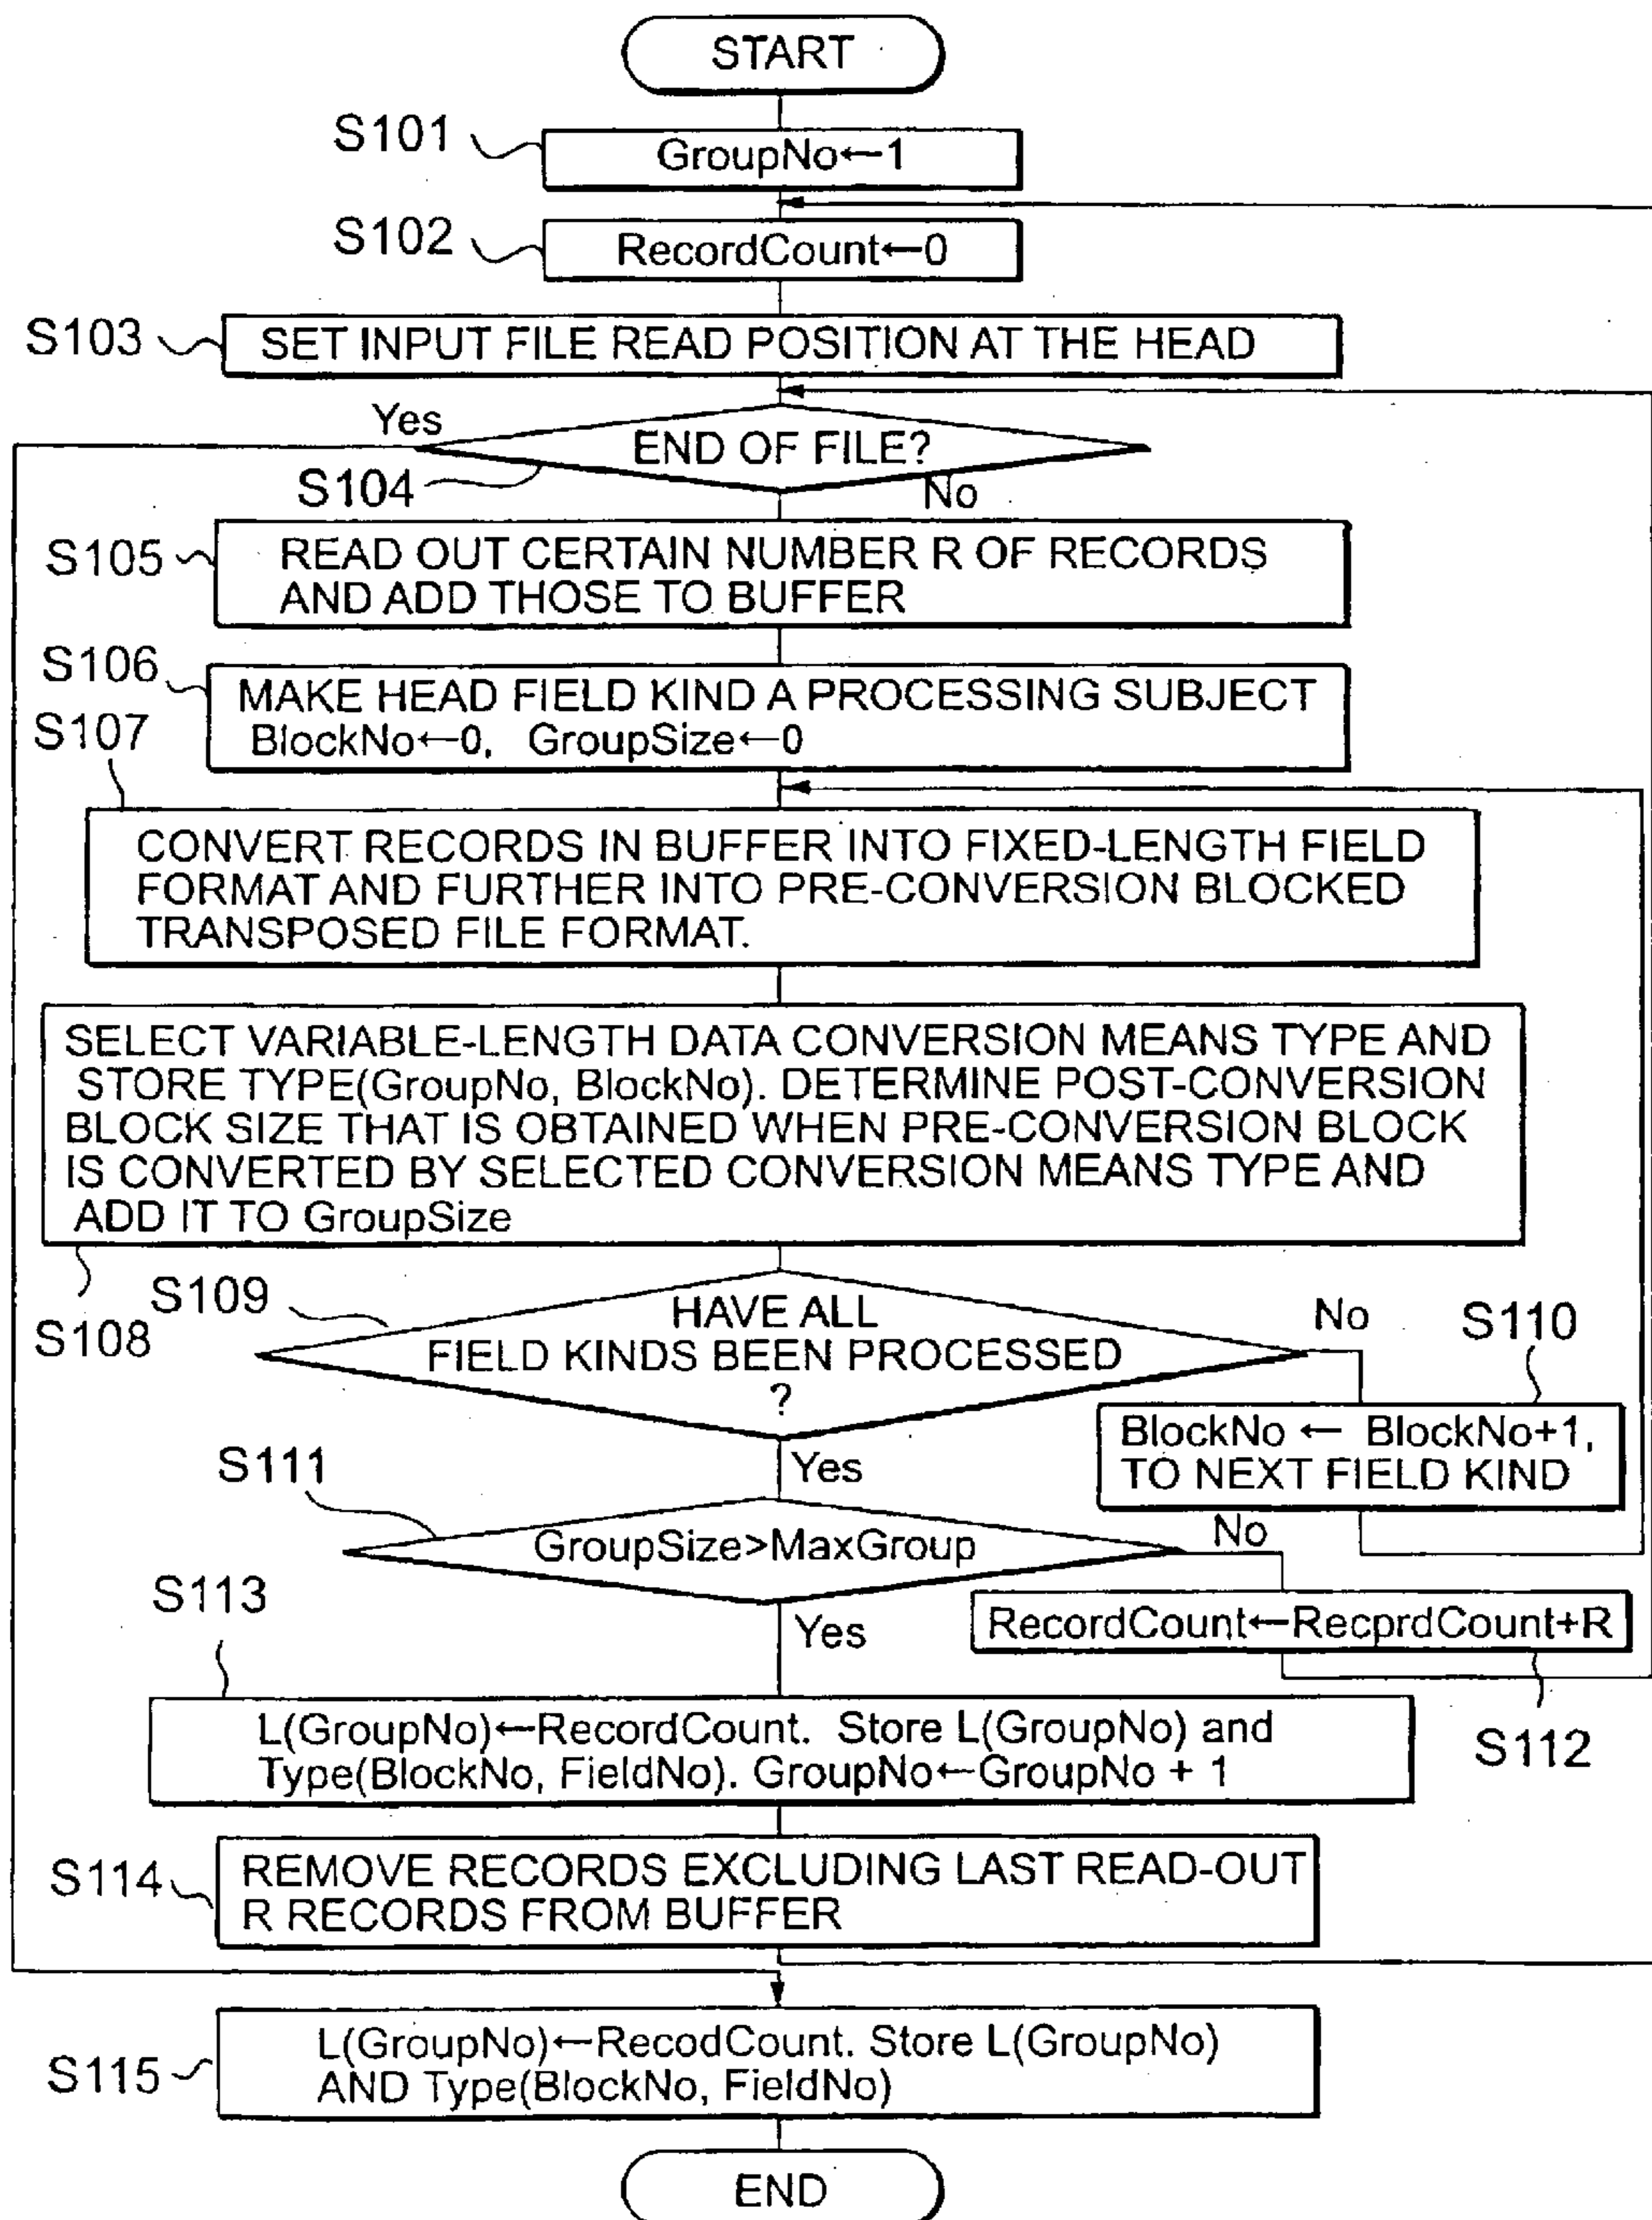 START
S101
GroupNo←1
S102
RecordCount←0
S103
SET INPUT FILE READ POSITION AT THE HEAD
Yes
END OF FILE?
S104
No
S105
READ OUT CERTAIN NUMBER R OF RECORDS
AND ADD THOSE TO BUFFER
S106
MAKE HEAD FIELD KIND A PROCESSING SUBJECT
BlockNo←0, GroupSize←0
S107
CONVERT RECORDS IN BUFFER INTO FIXED-LENGTH FIELD
FORMAT AND FURTHER INTO PRE-CONVERSION BLOCKED
TRANSPOSED FILE FORMAT.
SELECT VARIABLE-LENGTH DATA CONVERSION MEANS TYPE AND
STORE TYPE(GroupNo, BlockNo). DETERMINE POST-CONVERSION
BLOCK SIZE THAT IS OBTAINED WHEN PRE-CONVERSION BLOCK
IS CONVERTED BY SELECTED CONVERSION MEANS TYPE AND
ADD IT TO GroupSize
S108
S109
HAVE ALL
FIELD KINDS BEEN PROCESSED
?
No
S110
BlockNo ← BlockNo+1,
TO NEXT FIELD KIND
Yes
S111
GroupSize>MaxGroup
No
S113
Yes
RecordCount←RecprdCount+R
S112
L(GroupNo)←RecordCount. Store L(GroupNo) and
Type(BlockNo, FieldNo). GroupNo←GroupNo + 1
S114
REMOVE RECORDS EXCLUDING LAST READ-OUT
R RECORDS FROM BUFFER
S115
L(GroupNo)←RecodCount. Store L(GroupNo)
AND Type(BlockNo, FieldNo)
END